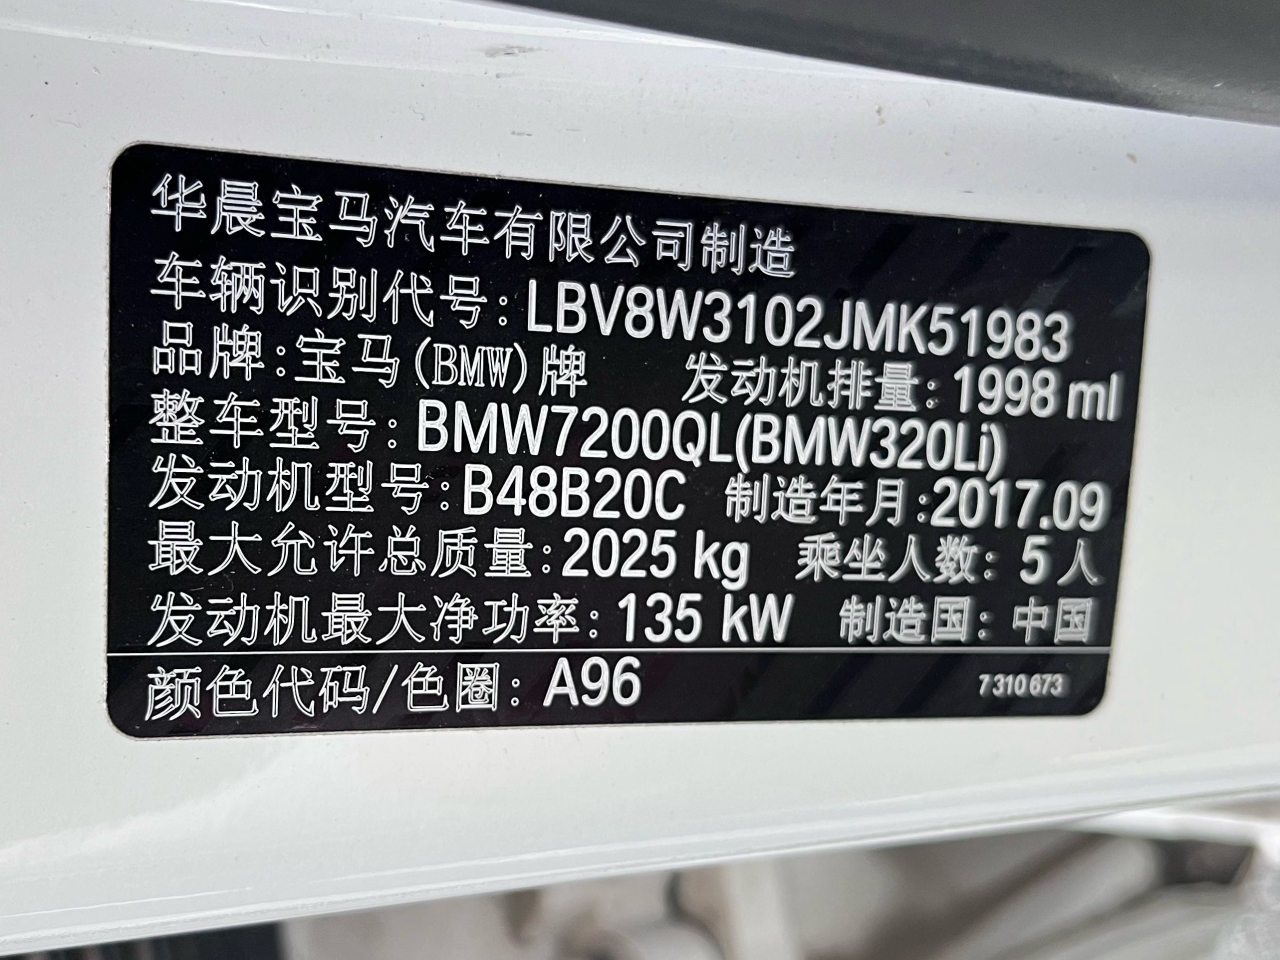 华晨宝马汽车有限公司制造
车辆识别代号:LBV8W3102JMK51983
品牌:宝马(BMW)牌 发动机排量:1998 ml
整车型号:BMW7200QL(BMW320Li)
发动机型号:B48B20C 制造年月:2017.09
最大允许总质量:2025 kg 乘坐人数:5人
发动机最大净功率:135 kW 制造国:中国
颜色代码/色圈:A96 7310673